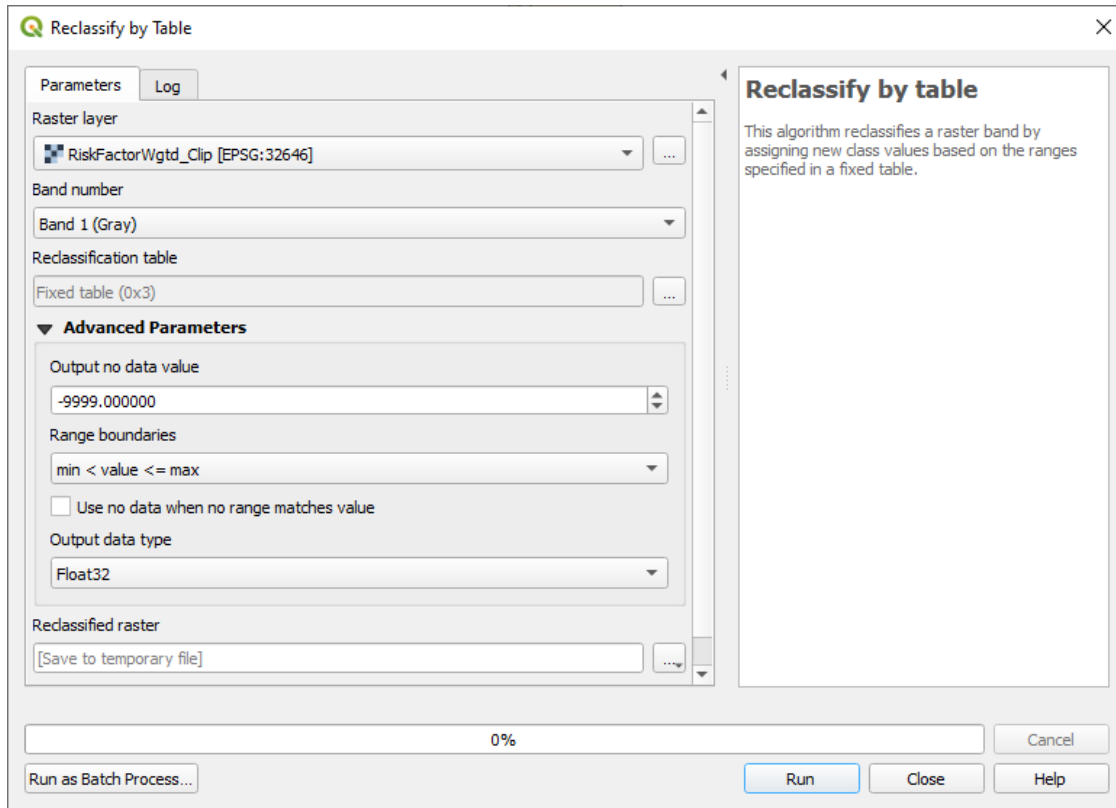 Reclassify by Table
Parameters
Log
Raster layer
RiskFactorWgtd_Clip [EPSG:32646]
...
Band number
Band 1 (Gray)
Reclassification table
Fixed table (0x3)
...
Advanced Parameters
Output no data value
-9999.000000
Range boundaries
min < value <= max
Use no data when no range matches value
Output data type
Float32
Reclassified raster
[Save to temporary file]
...
Reclassify by table
This algorithm reclassifies a raster band by
assigning new class values based on the ranges
specified in a fixed table.
0%
Cancel
Run as Batch Process...
Run
Close
Help